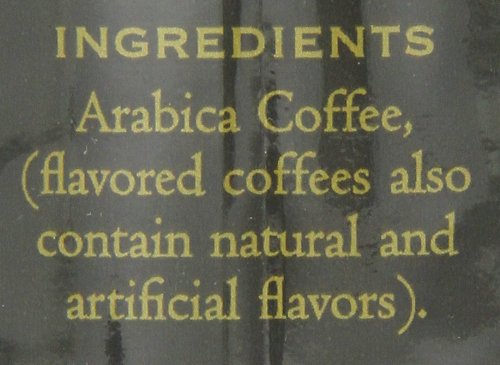 INGREDIENTS
Arabica Coffee,
(flavored coffees also
contain natural and
artificial flavors).